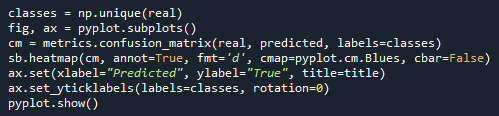 classes = np.unique(real)
fig, ax = pyplot.subplots()
cm = metrics.confusion_matrix(real, predicted, labels=classes)
sb.heatmap(cm, annot=True, fmt='d', cmap=pyplot.cm.Blues, cbar=False)
ax.set(xlabel="Predicted", ylabel="True", title=title)
ax.set_yticklabels(labels=classes, rotation=0)
pyplot.show()